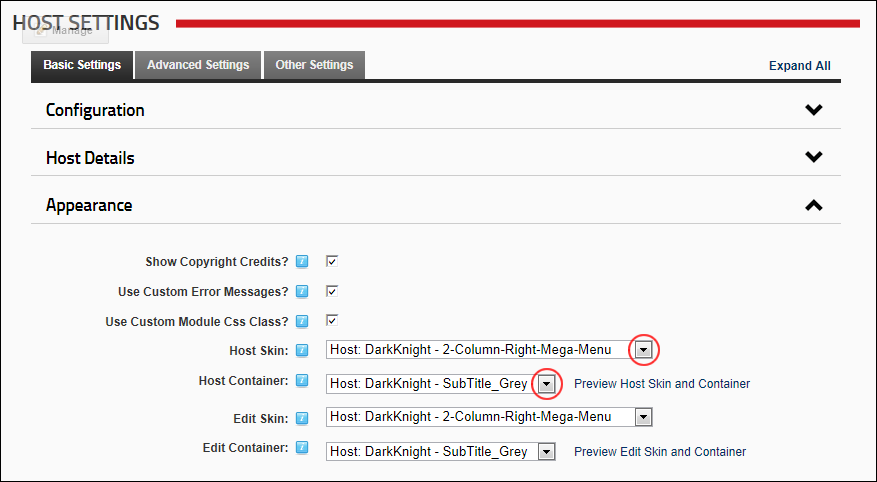 HOST SETTINGS
Manage
Basic Settings Advanced Settings Other Settings Expand All
Configuration
Host Details
Appearance
Show Copyright Credits?
Use Custom Error Messages?
Use Custom Module Css Class?
Host Skin: Host: DarkKnight - 2-Column-Right-Mega-Menu
Host Container: Host: DarkKnight - SubTitle_Grey Preview Host Skin and Container
Edit Skin: Host: DarkKnight - 2-Column-Right-Mega-Menu
Edit Container: Host: DarkKnight - SubTitle_Grey Preview Edit Skin and Container